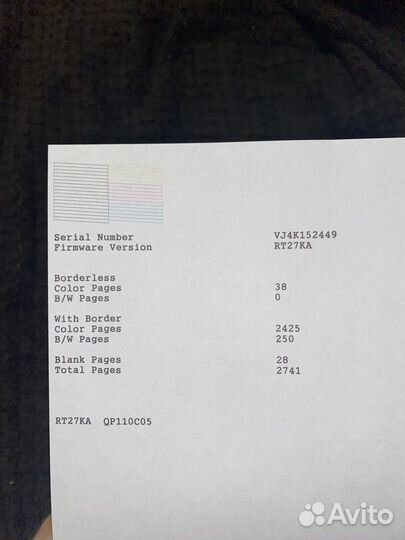 Serial Number VJ4K152449
Firmware Version RT27KA
Borderless
Color Pages 38
B/W Pages 0
With Border
Color Pages 2425
B/W Pages 250
Blank Pages 28
Total Pages 2741
RT27KA QP110C05
Avito